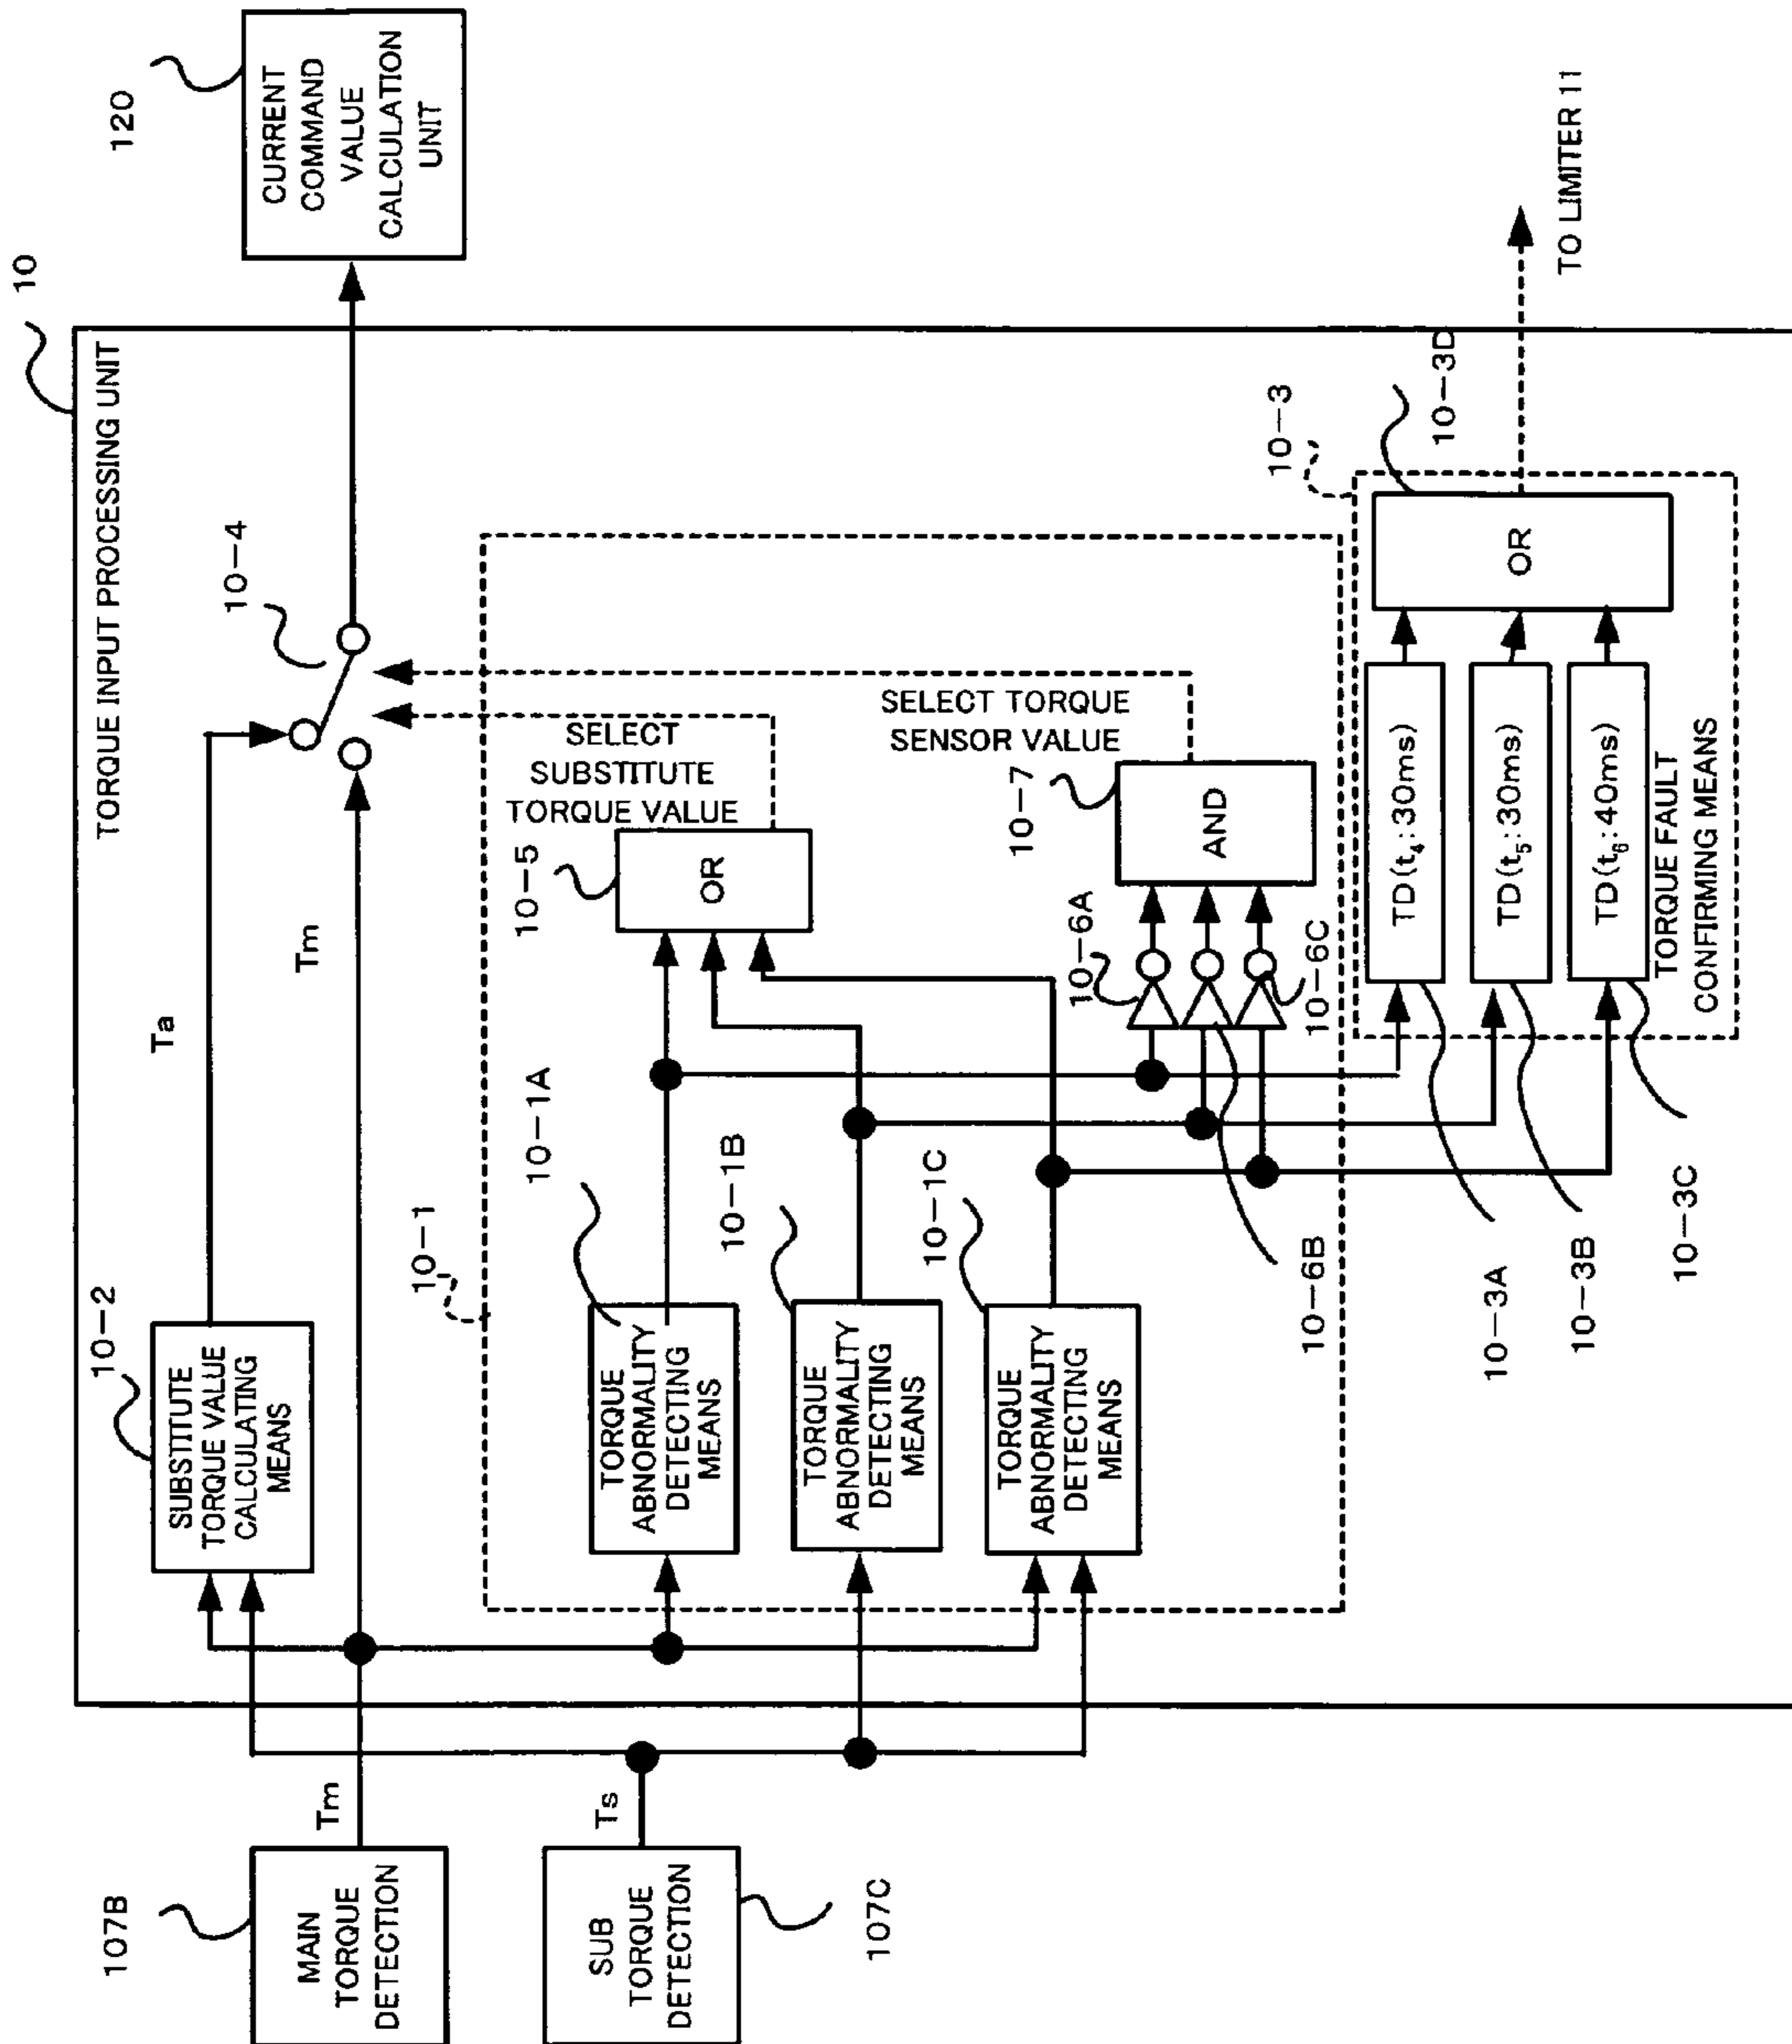 10
TORQUE INPUT PROCESSING UNIT
120
CURRENT
COMMAND
VALUE
CALCULATION
UNIT
107B
MAIN
TORQUE
DETECTION
Tm
SUB
TORQUE
DETECTION
107C
Ts
10-2
SUBSTITUTE
TORQUE VALUE
CALCULATING
MEANS
Ta
Tm
10-4
10-1
TORQUE
ABNORMALITY
DETECTING
MEANS
10-1A
TORQUE
ABNORMALITY
DETECTING
MEANS
10-1B
TORQUE
ABNORMALITY
DETECTING
MEANS
10-1C
10-5
OR
SELECT
SUBSTITUTE
TORQUE VALUE
SELECT TORQUE
SENSOR VALUE
10-7
AND
10-6A
10-6B
10-6C
10-3
10-3D
OR
TD(t4:30ms)
TD(t5:30ms)
TD(t6:40ms)
TORQUE FAULT
CONFIRMING MEANS
10-3A
10-3B
10-3C
TO LIMITER 11